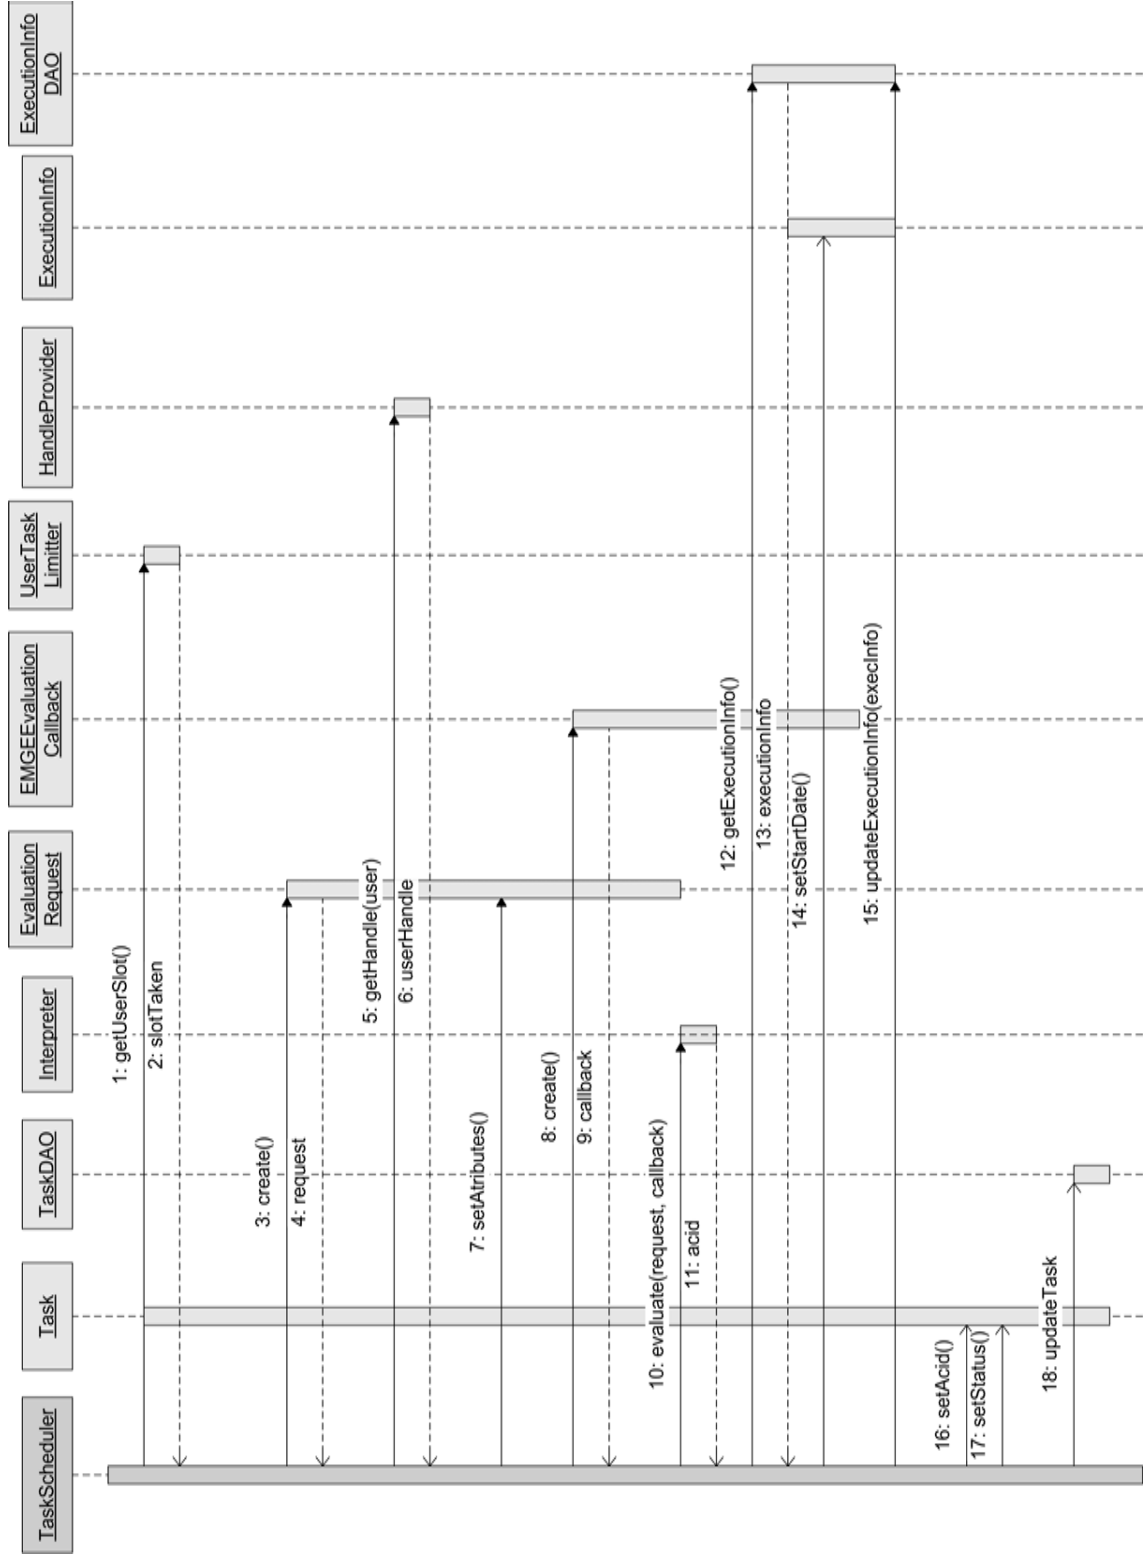 TaskScheduler
Task
TaskDAO
Interpreter
Evaluation
Request
EMGEEvaluation
Callback
UserTask
Limitter
HandleProvider
ExecutionInfo
ExecutionInfo
DAO
1: getUserSlot()
2: slotTaken
3: create()
4: request
5: getHandle(user)
6: userHandle
7: setAtributes()
8: create()
9: callback
10: evaluate(request, callback)
11: acid
12: getExecutionInfo()
13: executionInfo
14: setStartDate()
15: updateExecutionInfo(execInfo)
16: setAcid()
17: setStatus()
18: updateTask